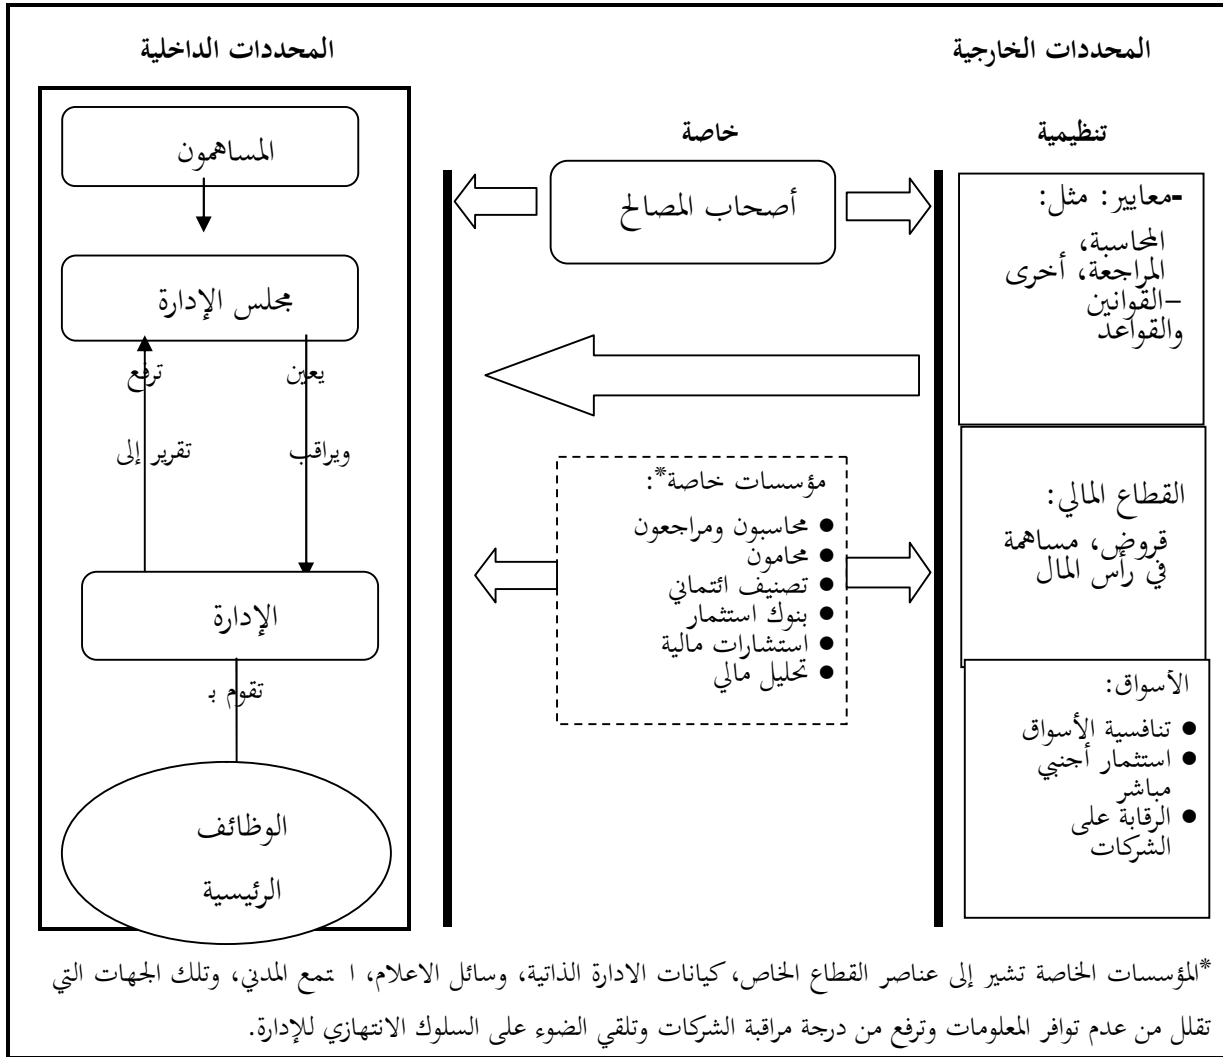 المحددات الخارجية
المحددات الداخلية
تنظيمية
خاصة
-معايير: مثل:
المحاسبة،
المراجعة، أخرى
–القوانين
والقواعد
القطاع المالي:
قروض، مساهمة
في رأس المال
الأسواق:
● تنافسية الأسواق
● استثمار أجنبي
مباشر
● الرقابة على
الشركات
أصحاب المصالح
مؤسسات خاصة*:
● محاسبون ومراجعون
● محامون
● تصنيف ائتماني
● بنوك استثمار
● استشارات مالية
● تحليل مالي
المساهمون
مجلس الإدارة
يعين
ويراقب
ترفع
تقرير إلى
الإدارة
تقوم بـ
الوظائف
الرئيسية
*المؤسسات الخاصة تشير إلى عناصر القطاع الخاص، كيانات الادارة الذاتية، وسائل الاعلام، ا تمع المدني، وتلك الجهات التي
تقلل من عدم توافر المعلومات وترفع من درجة مراقبة الشركات وتلقي الضوء على السلوك الانتهازي للإدارة.